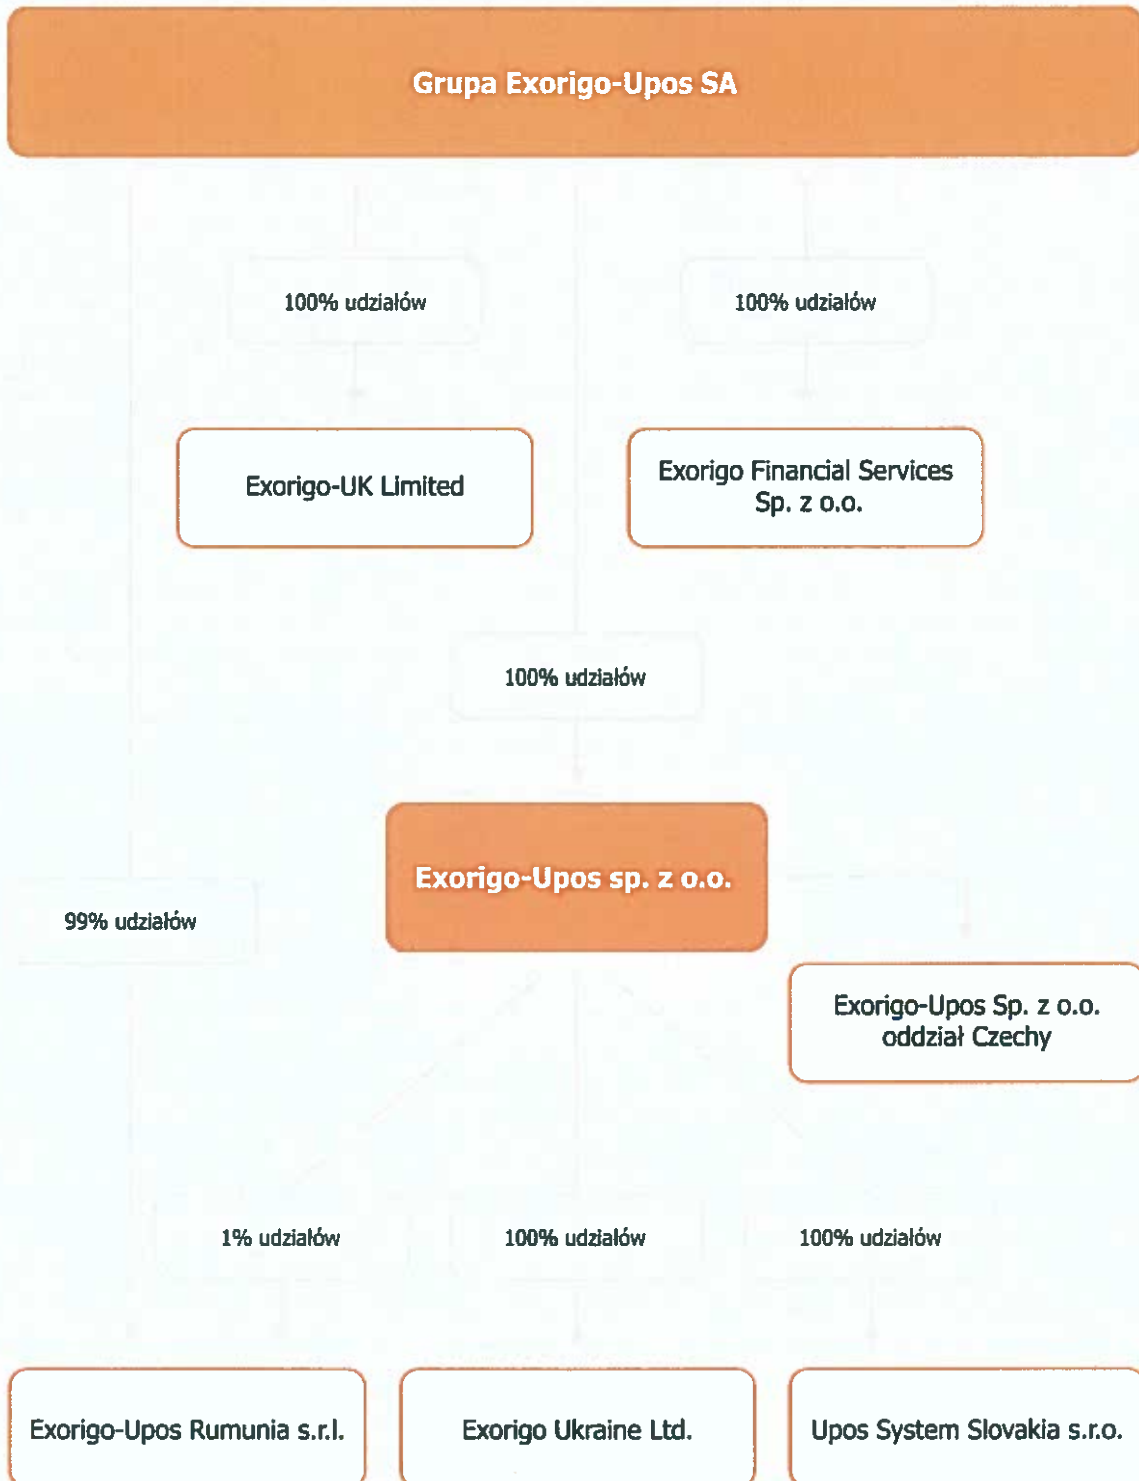 Grupa Exorigo-Upos SA
100% udziałów
100% udziałów
Exorigo-UK Limited
Exorigo Financial Services
Sp. z o.o.
100% udziałów
Exorigo-Upos sp. z o.o.
99% udziałów
Exorigo-Upos Sp. z o.o.
oddział Czechy
1% udziałów
100% udziałów
100% udziałów
Exorigo-Upos Rumunia s.r.l.
Exorigo Ukraine Ltd.
Upos System Slovakia s.r.o.